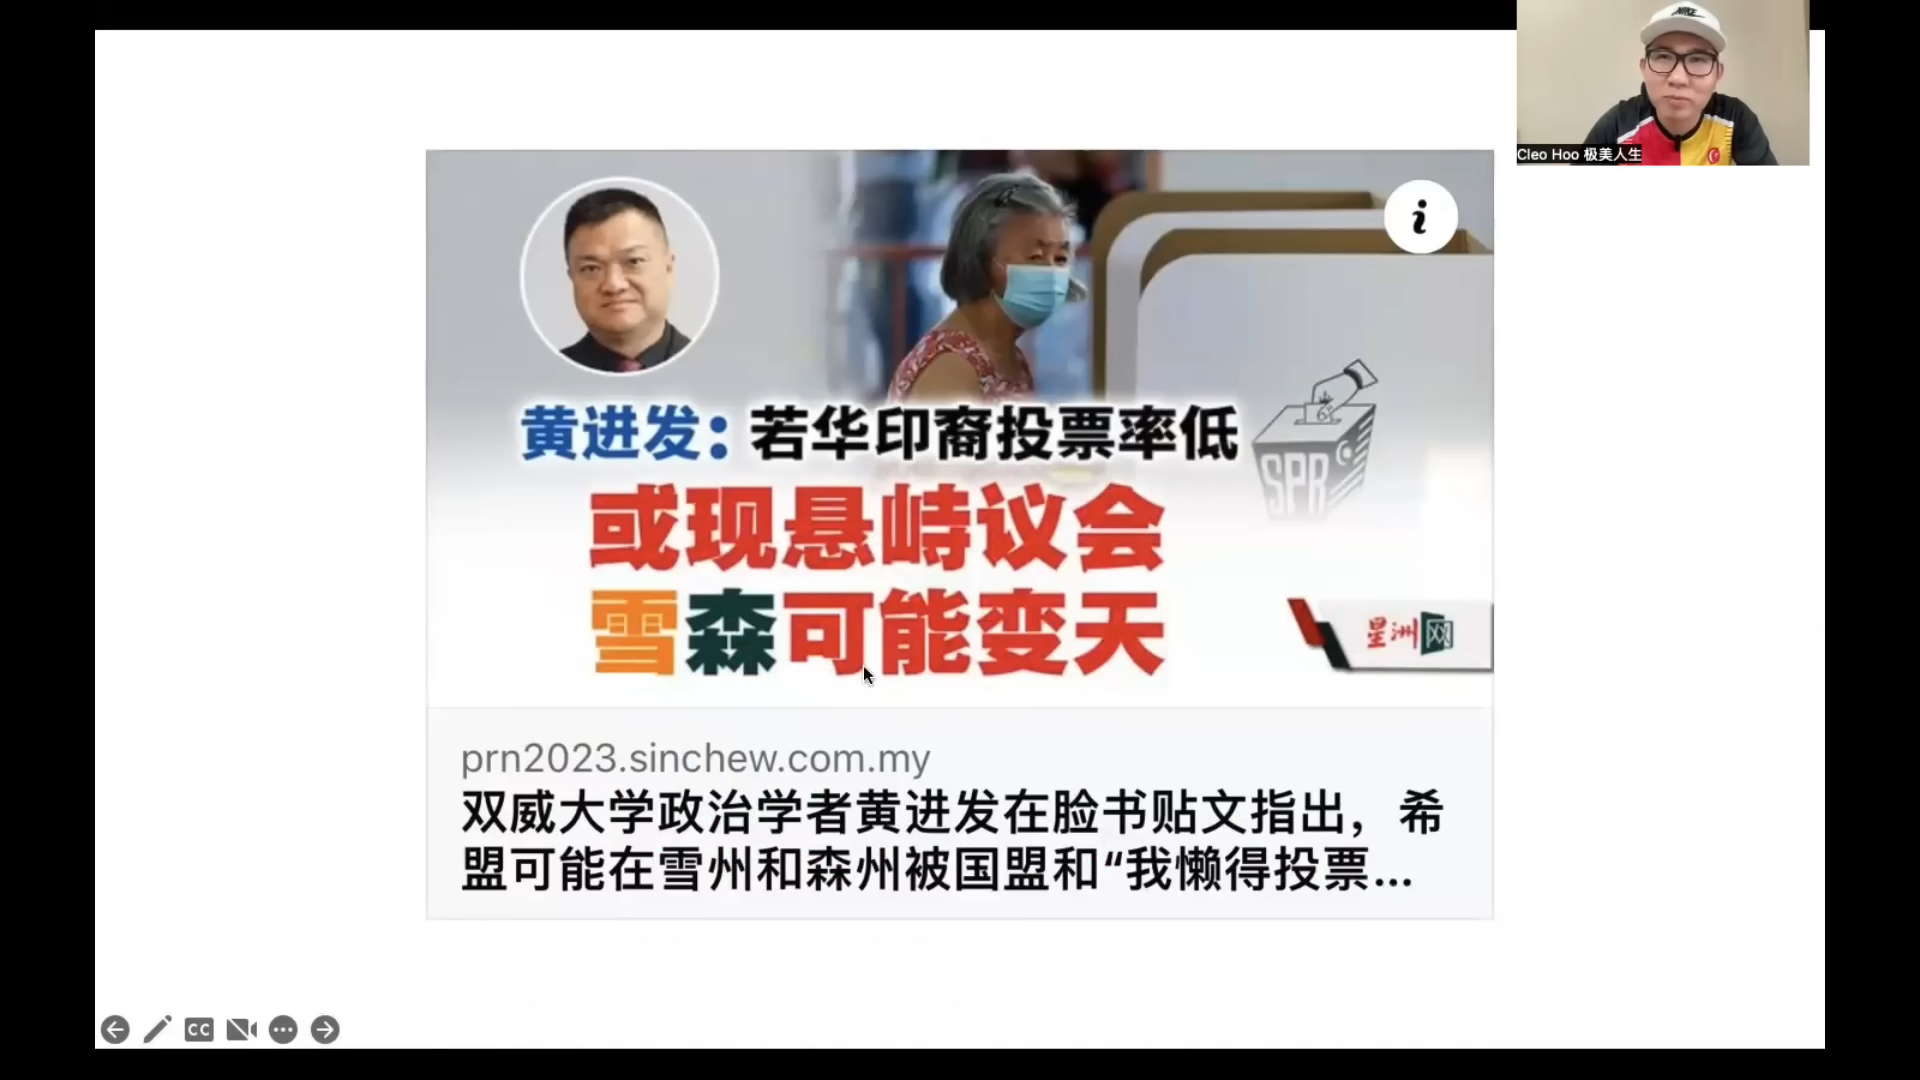 NIKE
Cleo Hoo 极美人生
黄进发：若华印裔投票率低
或现悬峙议会
雪森可能变天
SPR
星洲网
prn2023.sinchew.com.my
双威大学政治学者黄进发在脸书贴文指出，希
盟可能在雪州和森州被国盟和“我懒得投票...
CC